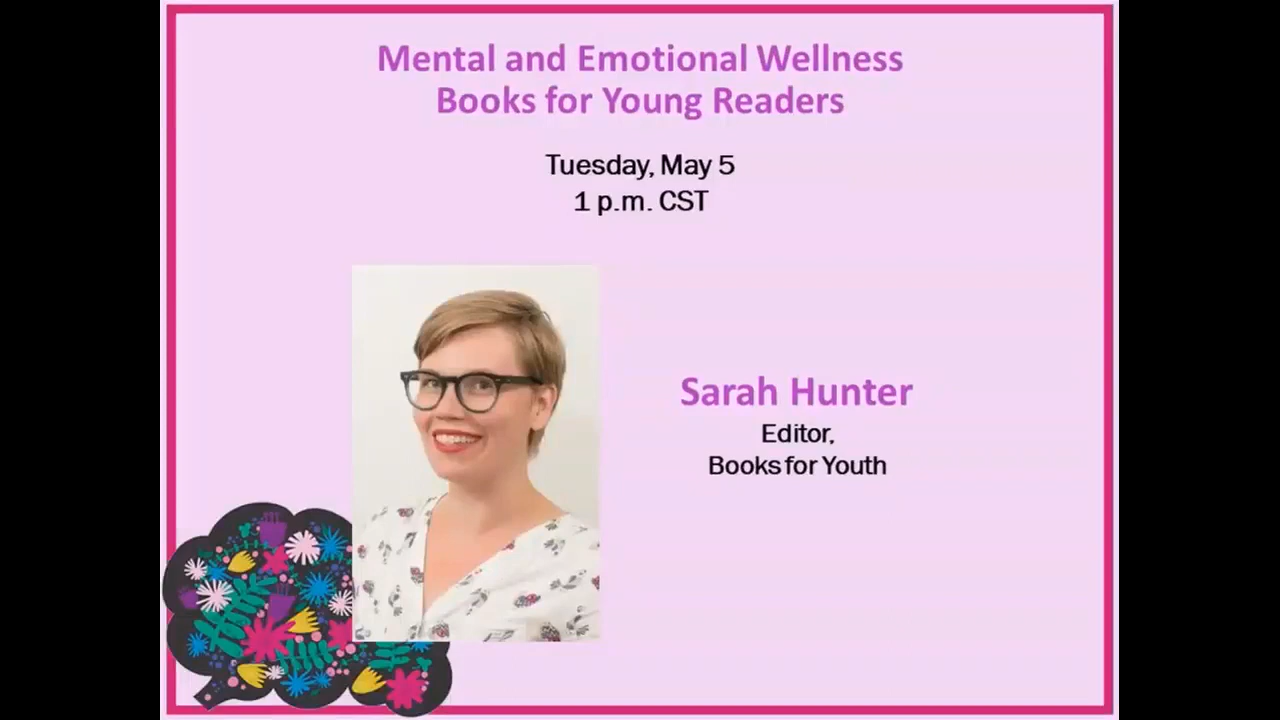 Mental and Emotional Wellness
Books for Young Readers
Tuesday, May 5
1 p.m. CST
Sarah Hunter
Editor,
Books for Youth